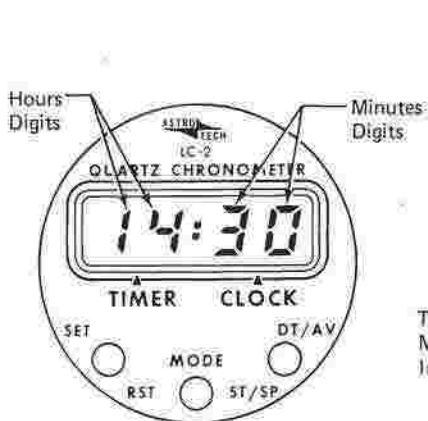 Hours
Digits
Minutes
Digits
ASTRO
TECH
LC-2
QUARTZ CHRONOMETER
14:30
TIMER CLOCK
SET
DT/AV
MODE
RST ST/SP